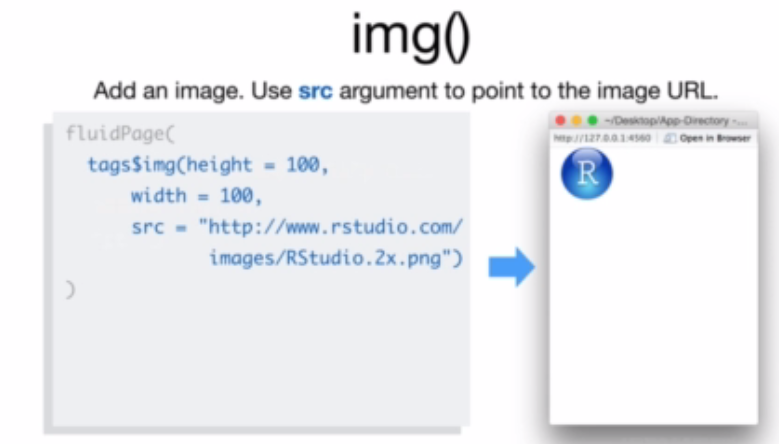 img()
Add an image. Use src argument to point to the image URL.
fluidPage(
tags$img(height = 100,
width = 100,
src = "http://www.rstudio.com/
images/RStudio.2x.png")
)
~/Desktop/App-Directory -...
http://127.0.0.1:4560 Open in Browser
R